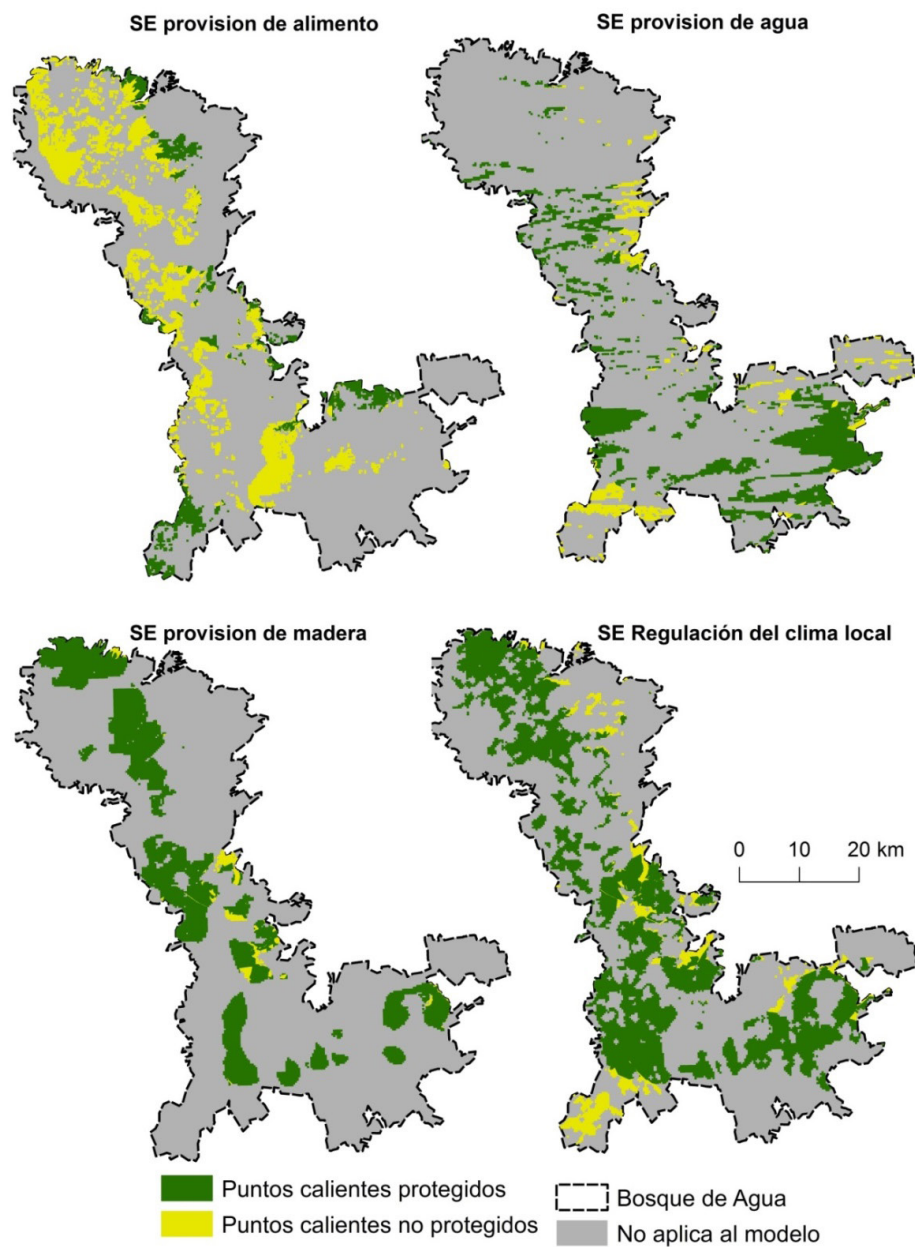 SE provision de alimento
SE provision de agua
SE provision de madera
SE Regulación del clima local
0 10 20 km
Puntos calientes protegidos
Puntos calientes no protegidos
Bosque de Agua
No aplica al modelo